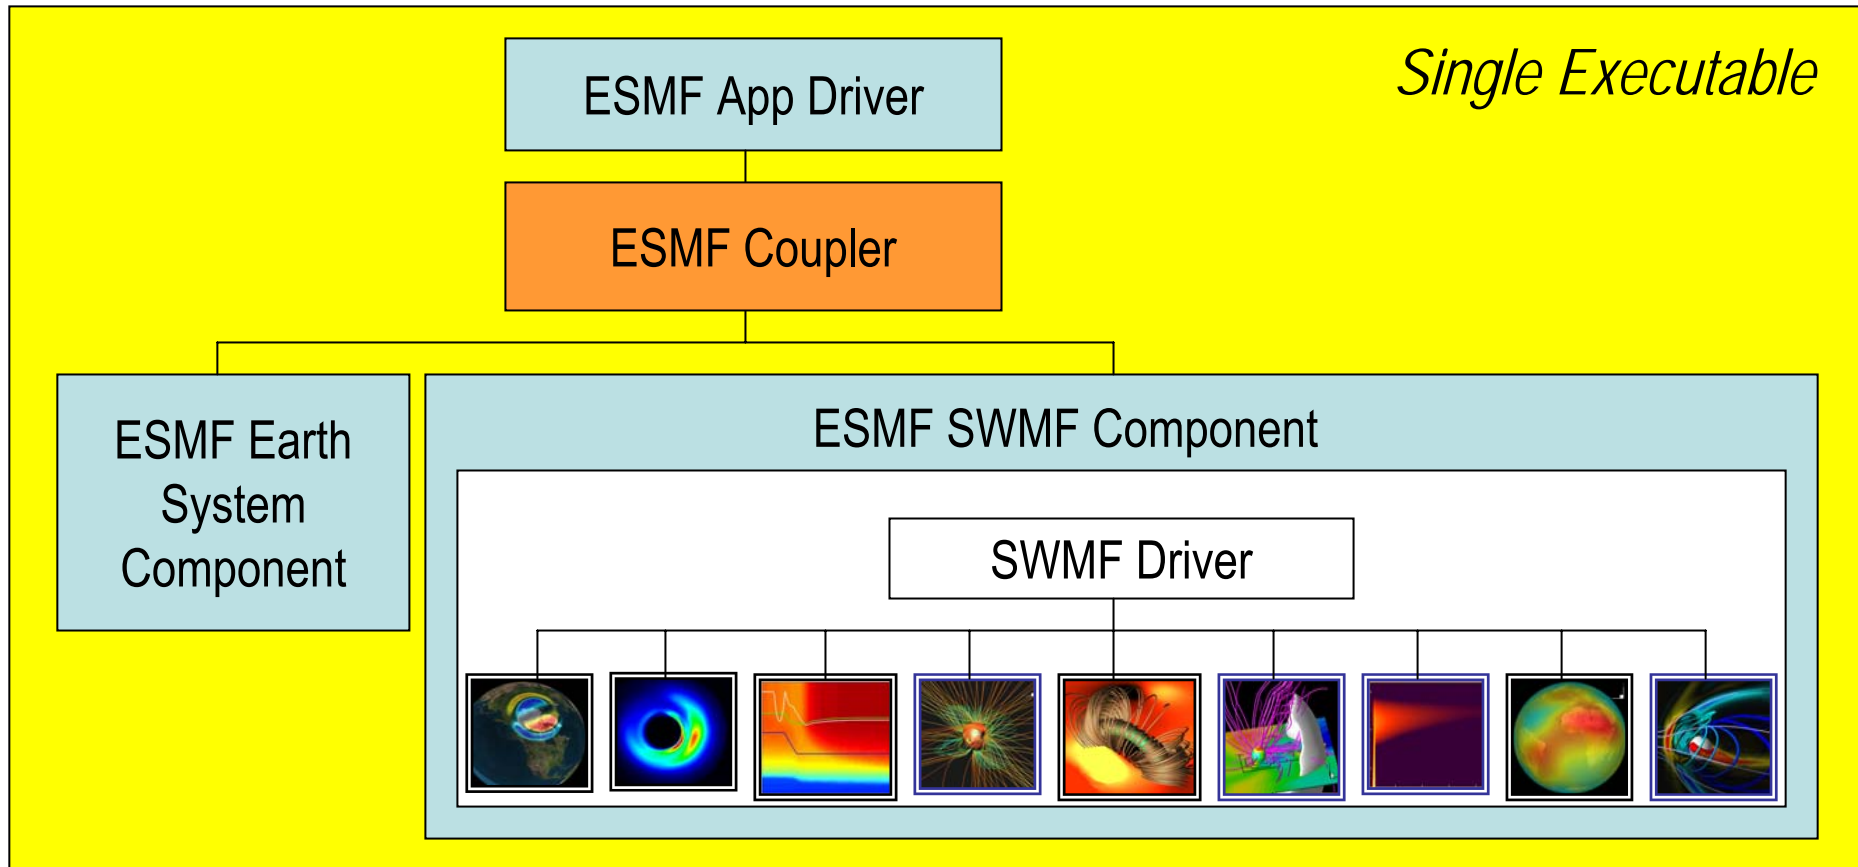 Single Executable
ESMF App Driver
ESMF Coupler
ESMF Earth
System
Component
ESMF SWMF Component
SWMF Driver